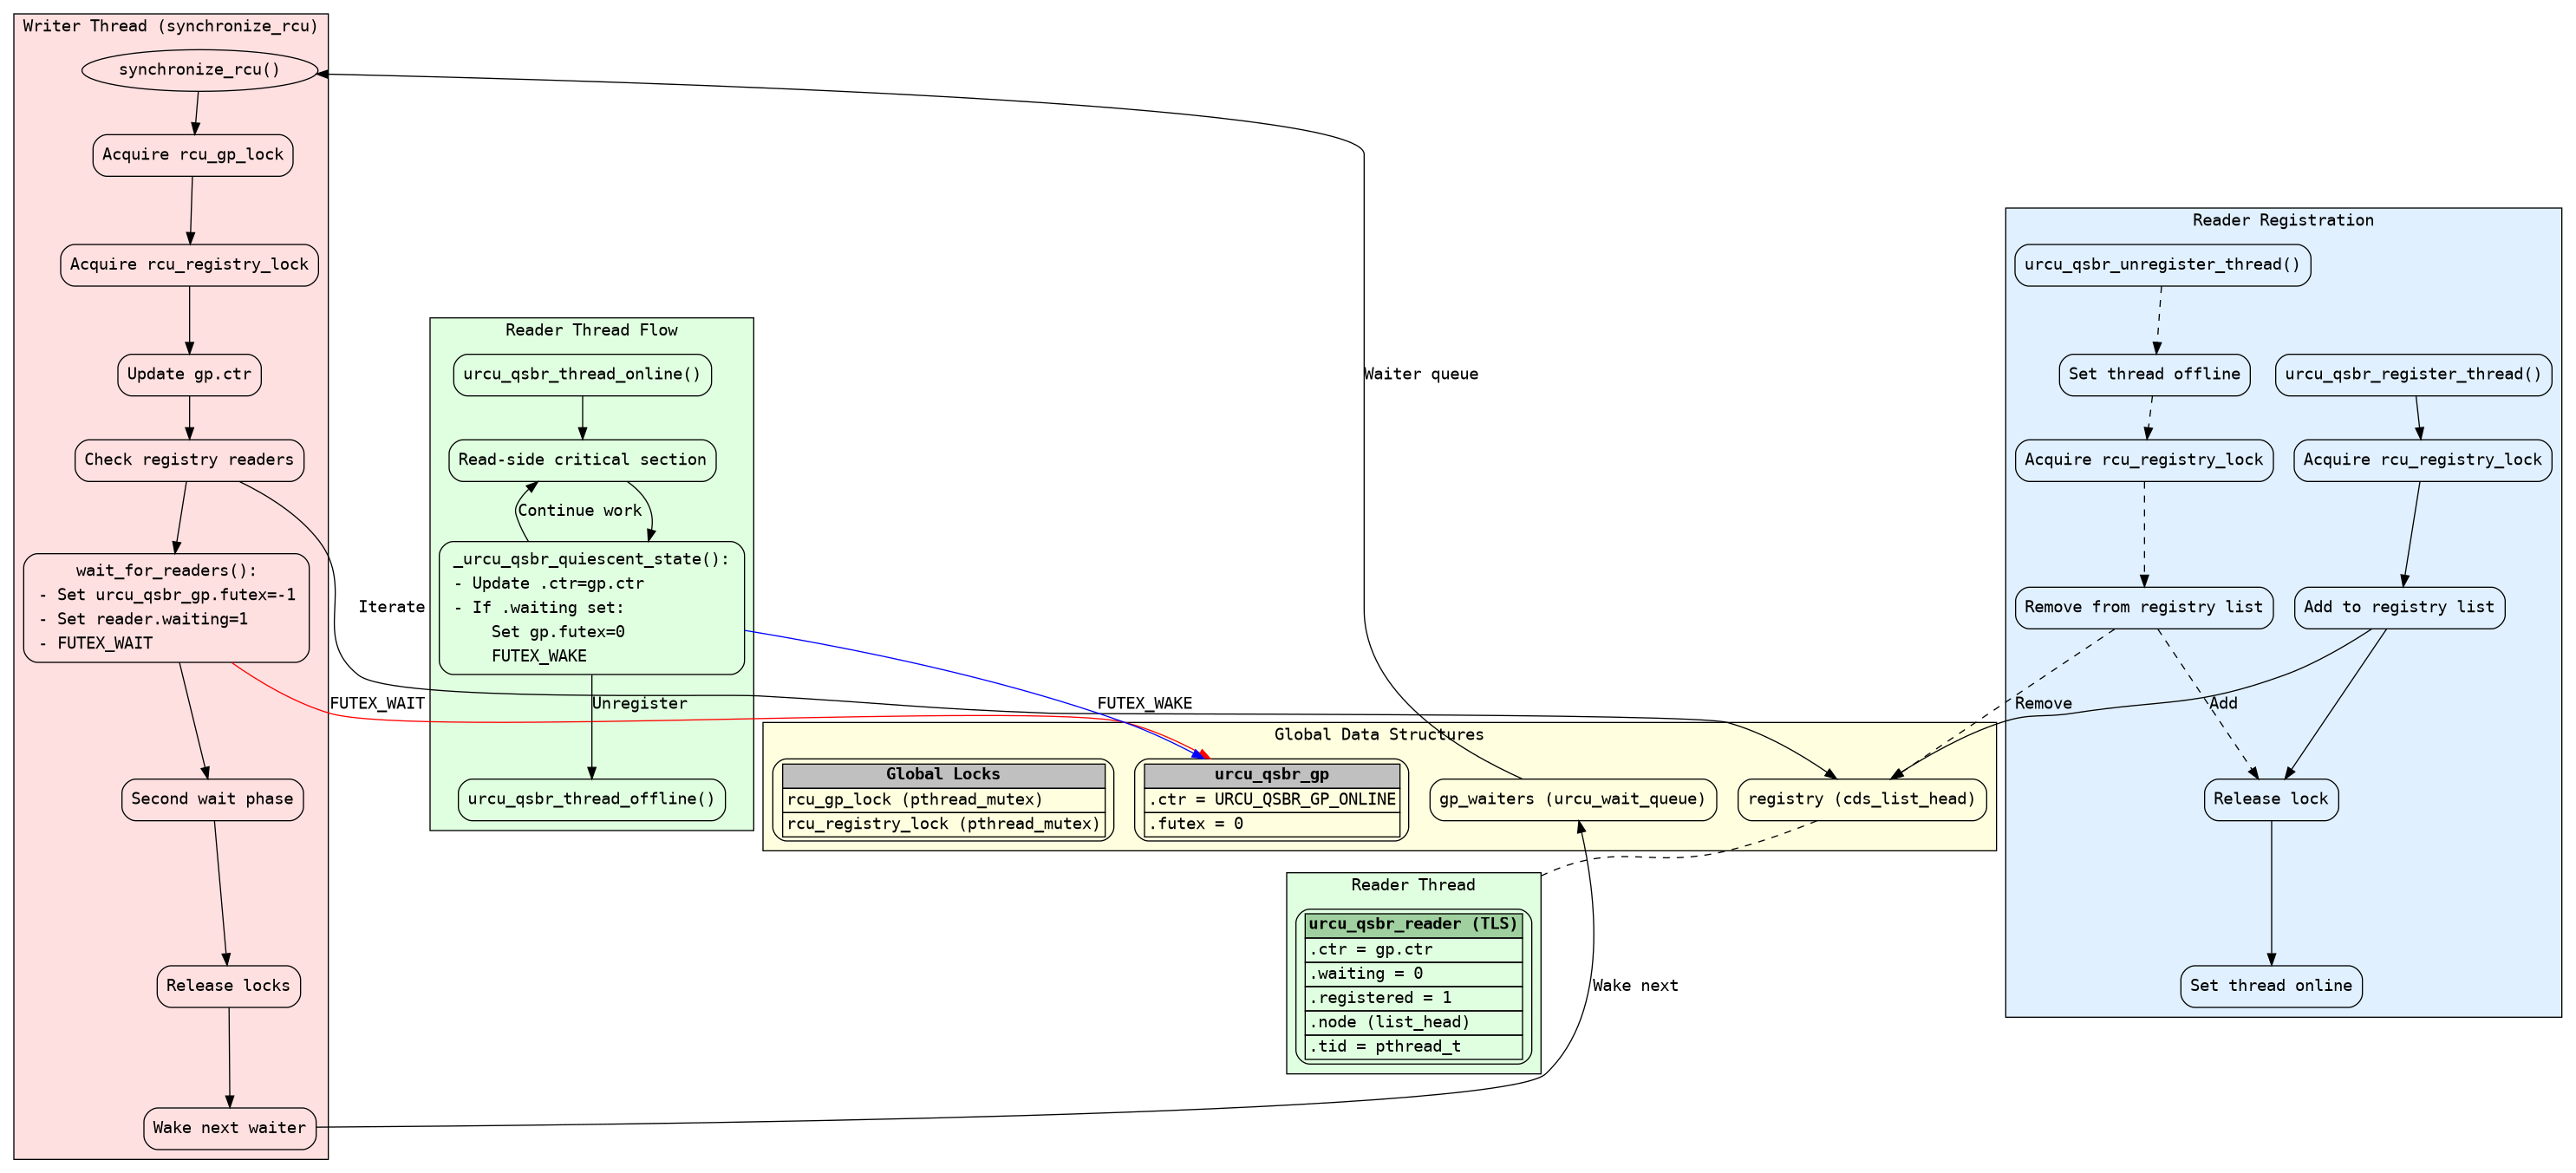 Writer Thread (synchronize_rcu)
synchronize_rcu()
Acquire rcu_gp_lock
Acquire rcu_registry_lock
Update gp.ctr
Check registry readers
wait_for_readers():
- Set urcu_qsbr_gp.futex=-1
- Set reader.waiting=1
- FUTEX_WAIT
Second wait phase
Release locks
Wake next waiter
Iterate
FUTEX_WAIT
Reader Thread Flow
urcu_qsbr_thread_online()
Read-side critical section
Continue work
_urcu_qsbr_quiescent_state():
- Update .ctr=gp.ctr
- If .waiting set:
Set gp.futex=0
FUTEX_WAKE
Unregister
urcu_qsbr_thread_offline()
FUTEX_WAKE
Waiter queue
Global Data Structures
Global Locks
rcu_gp_lock (pthread_mutex)
rcu_registry_lock (pthread_mutex)
urcu_qsbr_gp
.ctr = URCU_QSBR_GP_ONLINE
.futex = 0
gp_waiters (urcu_wait_queue)
registry (cds_list_head)
Reader Thread
urcu_qsbr_reader (TLS)
.ctr = gp.ctr
.waiting = 0
.registered = 1
.node (list_head)
.tid = pthread_t
Wake next
Reader Registration
urcu_qsbr_unregister_thread()
Set thread offline
urcu_qsbr_register_thread()
Acquire rcu_registry_lock
Acquire rcu_registry_lock
Remove from registry list
Add to registry list
Remove
Add
Release lock
Set thread online